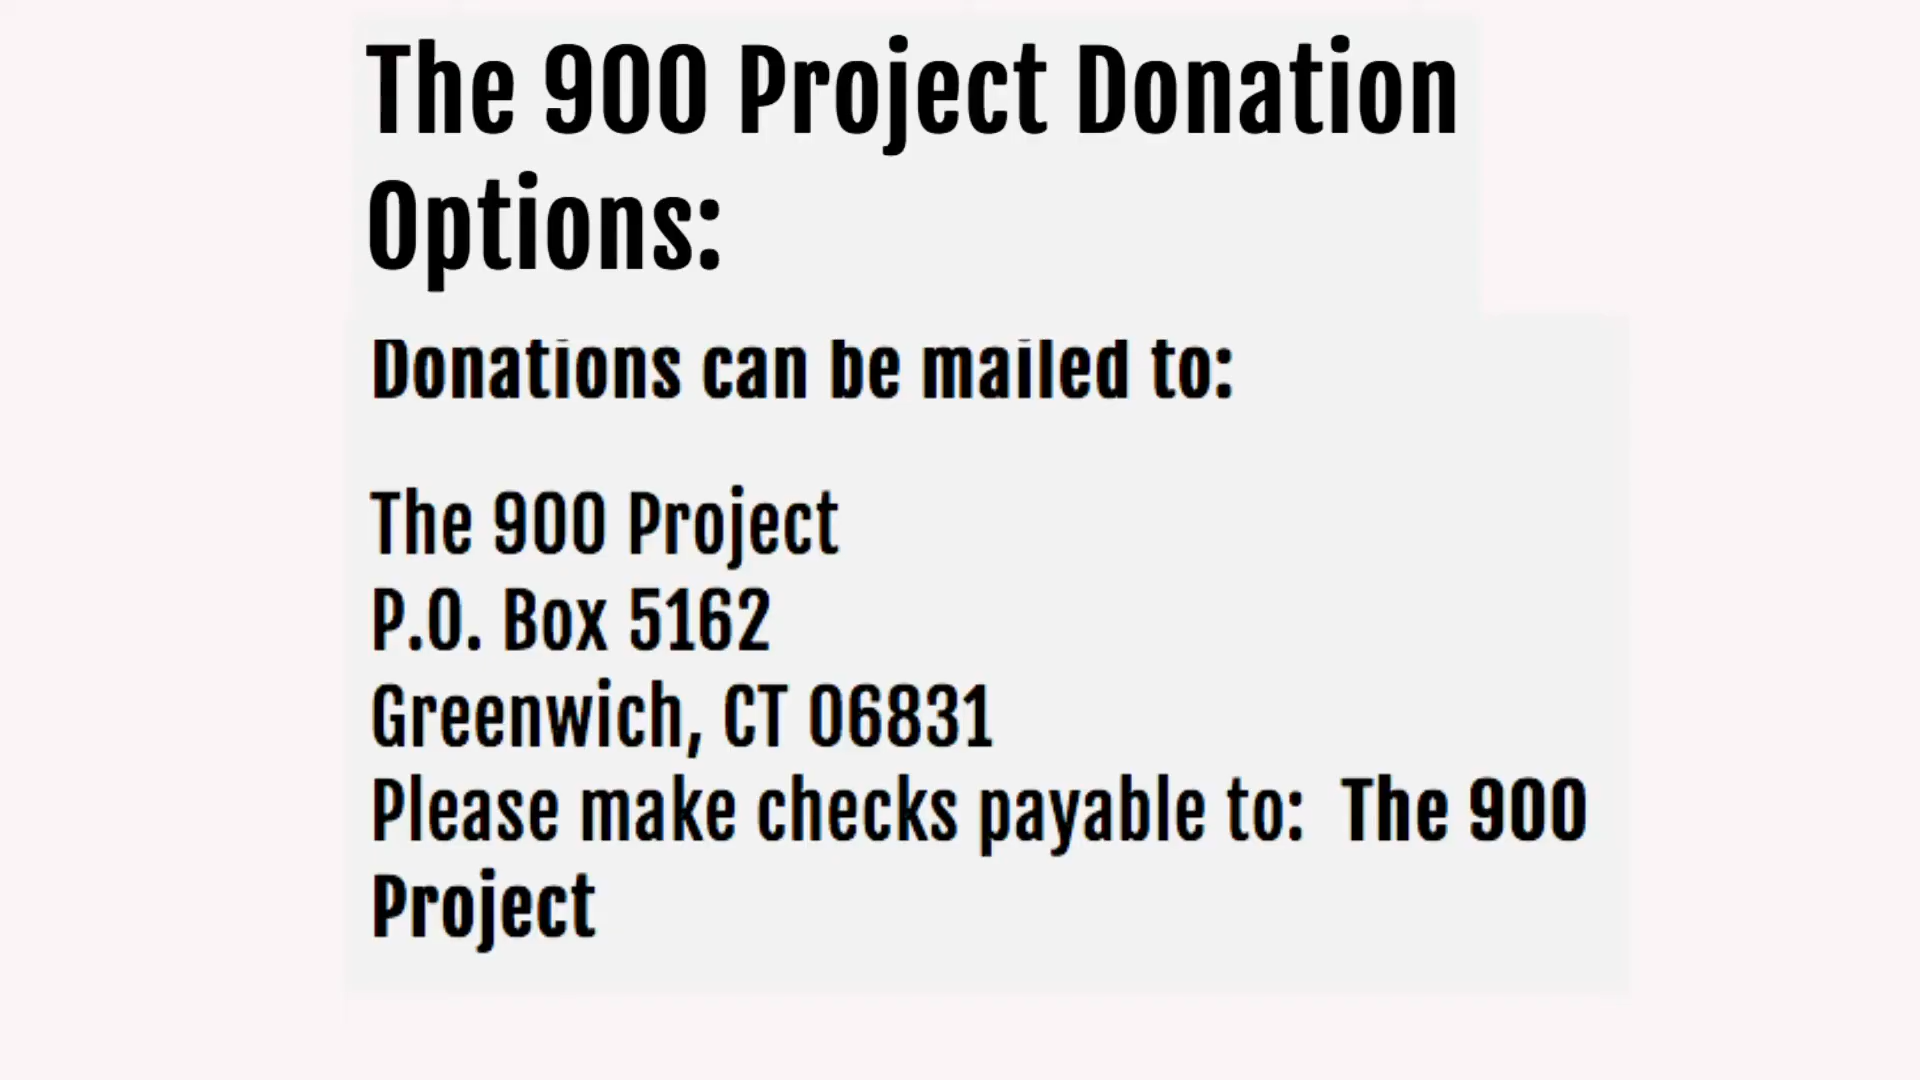 The 900 Project Donation
Options:
Donations can be mailed to:
The 900 Project
P.O. Box 5162
Greenwich, CT 06831
Please make checks payable to:  The 900
Project